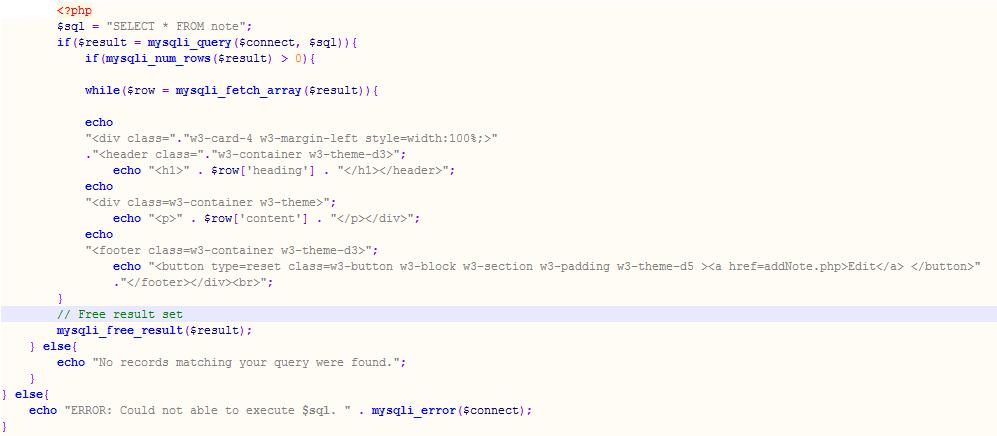 <?php
$sql = "SELECT * FROM note";
if($result = mysqli_query($connect, $sql)){
if(mysqli_num_rows($result) > 0){
while($row = mysqli_fetch_array($result)){
echo
"<div class="."w3-card-4 w3-margin-left style=width:100%;>"
."<header class="."w3-container w3-theme-d3>";
echo "<h1>" . $row['heading'] . "</h1></header>";
echo
"<div class=w3-container w3-theme>";
echo "<p>" . $row['content'] . "</p></div>";
echo
"<footer class=w3-container w3-theme-d3>";
echo "<button type=reset class=w3-button w3-block w3-section w3-padding w3-theme-d5 ><a href=addNote.php>Edit</a> </button>"
."</footer></div><br>";
}
// Free result set
mysqli_free_result($result);
} else{
echo "No records matching your query were found.";
}
} else{
echo "ERROR: Could not able to execute $sql. " . mysqli_error($connect);
}